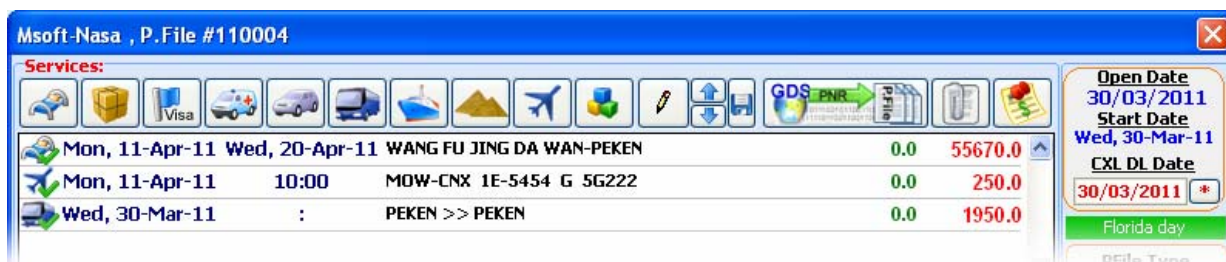 Msoft-Nasa , P.File #110004
Services:
Visa
GDS PNR P.File
Mon, 11-Apr-11 Wed, 20-Apr-11 WANG FU JING DA WAN-PEKEN 0.0 55670.0
Mon, 11-Apr-11 10:00 MOW-CNX 1E-5454 G 5G222 0.0 250.0
Wed, 30-Mar-11 : PEKEN >> PEKEN 0.0 1950.0
Open Date
30/03/2011
Start Date
Wed, 30-Mar-11
CXL DL Date
30/03/2011 *
Florida day
PFile Type